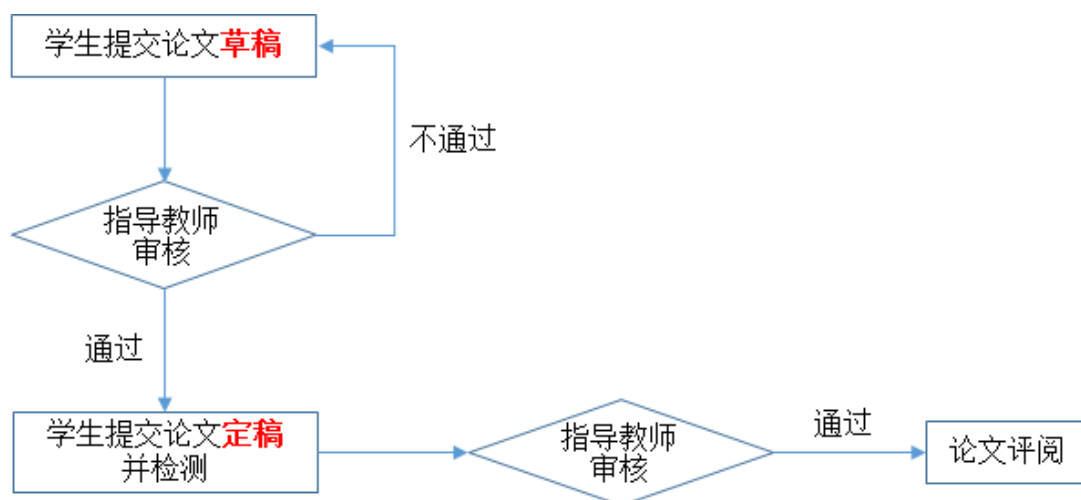 学生提交论文草稿
不通过
指导教师
审核
通过
学生提交论文定稿
并检测
指导教师
审核
通过
论文评阅